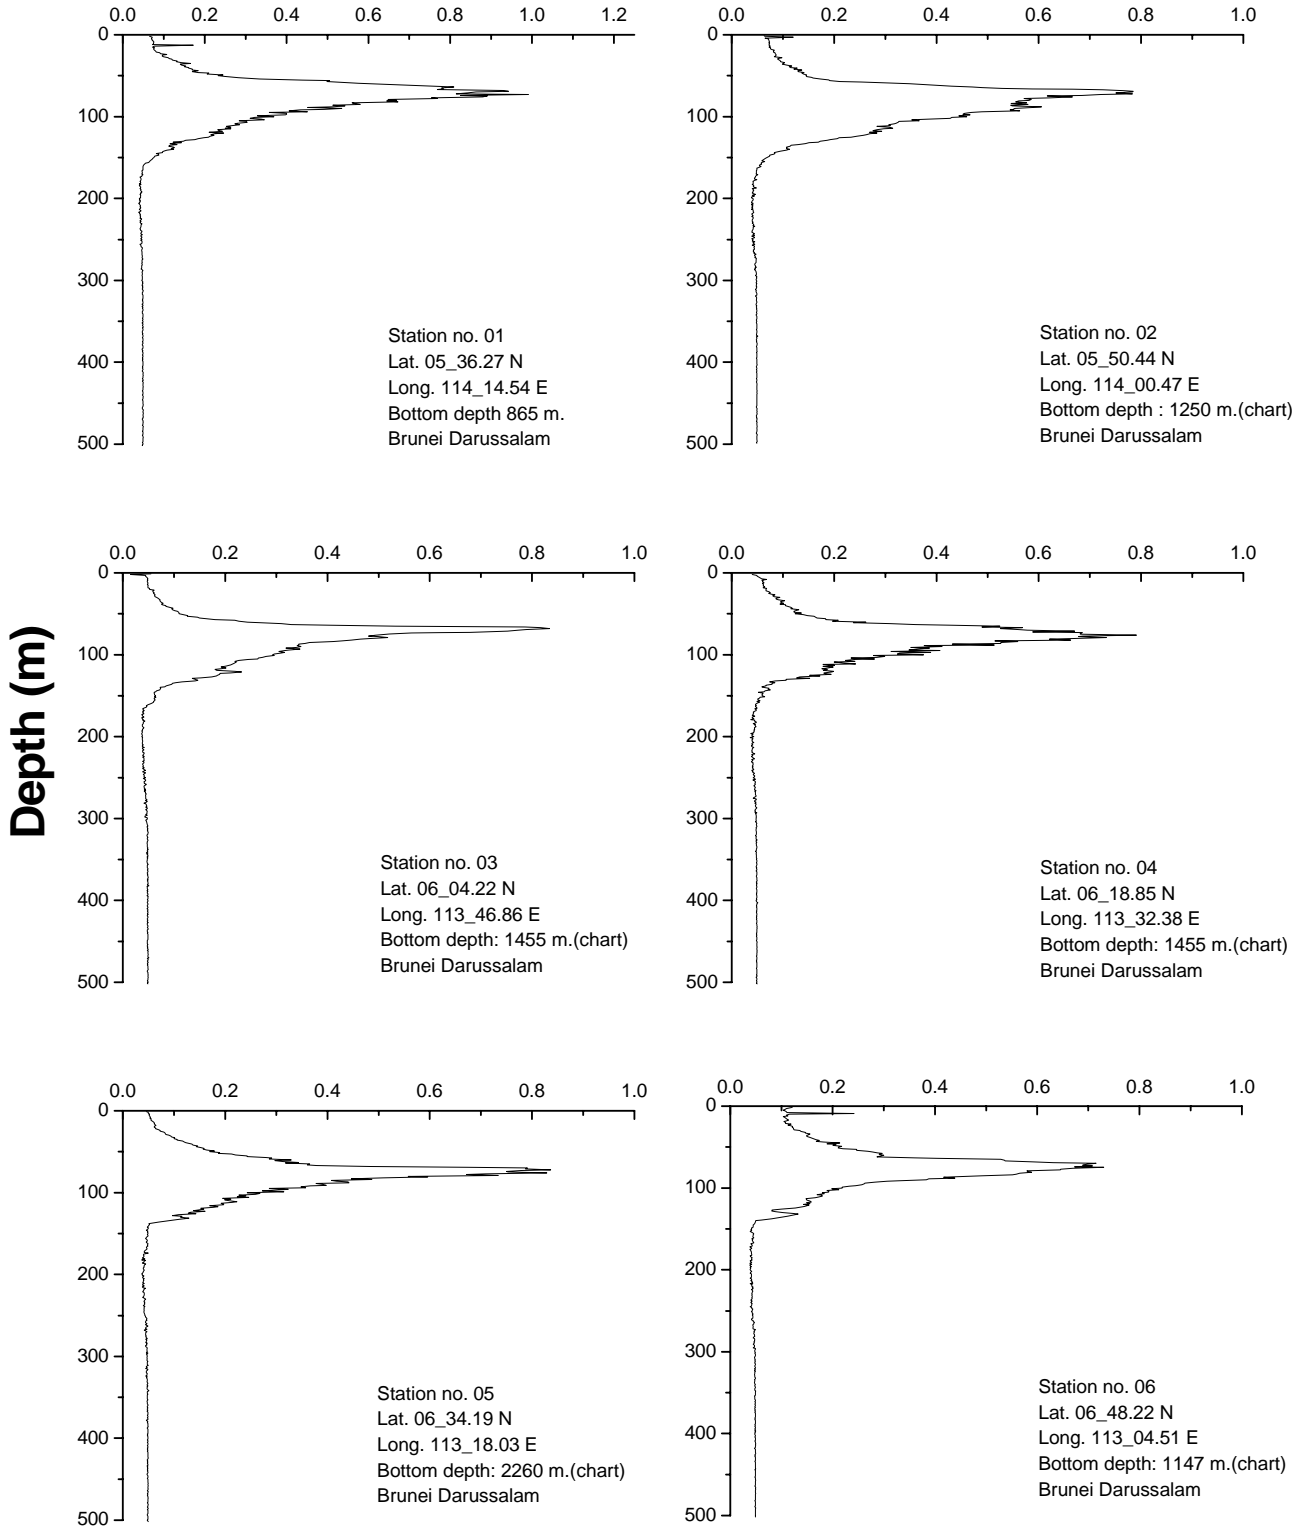 0.0 0.2 0.4 0.6 0.8 1.0 1.2
0
100
200
300
400
500
Station no. 01
Lat. 05_36.27 N
Long. 114_14.54 E
Bottom depth 865 m.
Brunei Darussalam
0.0 0.2 0.4 0.6 0.8 1.0
0
100
200
300
400
500
Station no. 02
Lat. 05_50.44 N
Long. 114_00.47 E
Bottom depth : 1250 m.(chart)
Brunei Darussalam
Depth (m)
0.0 0.2 0.4 0.6 0.8 1.0
0
100
200
300
400
500
Station no. 03
Lat. 06_04.22 N
Long. 113_46.86 E
Bottom depth: 1455 m.(chart)
Brunei Darussalam
0.0 0.2 0.4 0.6 0.8 1.0
0
100
200
300
400
500
Station no. 04
Lat. 06_18.85 N
Long. 113_32.38 E
Bottom depth: 1455 m.(chart)
Brunei Darussalam
0.0 0.2 0.4 0.6 0.8 1.0
0
100
200
300
400
500
Station no. 05
Lat. 06_34.19 N
Long. 113_18.03 E
Bottom depth: 2260 m.(chart)
Brunei Darussalam
0.0 0.2 0.4 0.6 0.8 1.0
0
100
200
300
400
500
Station no. 06
Lat. 06_48.22 N
Long. 113_04.51 E
Bottom depth: 1147 m.(chart)
Brunei Darussalam